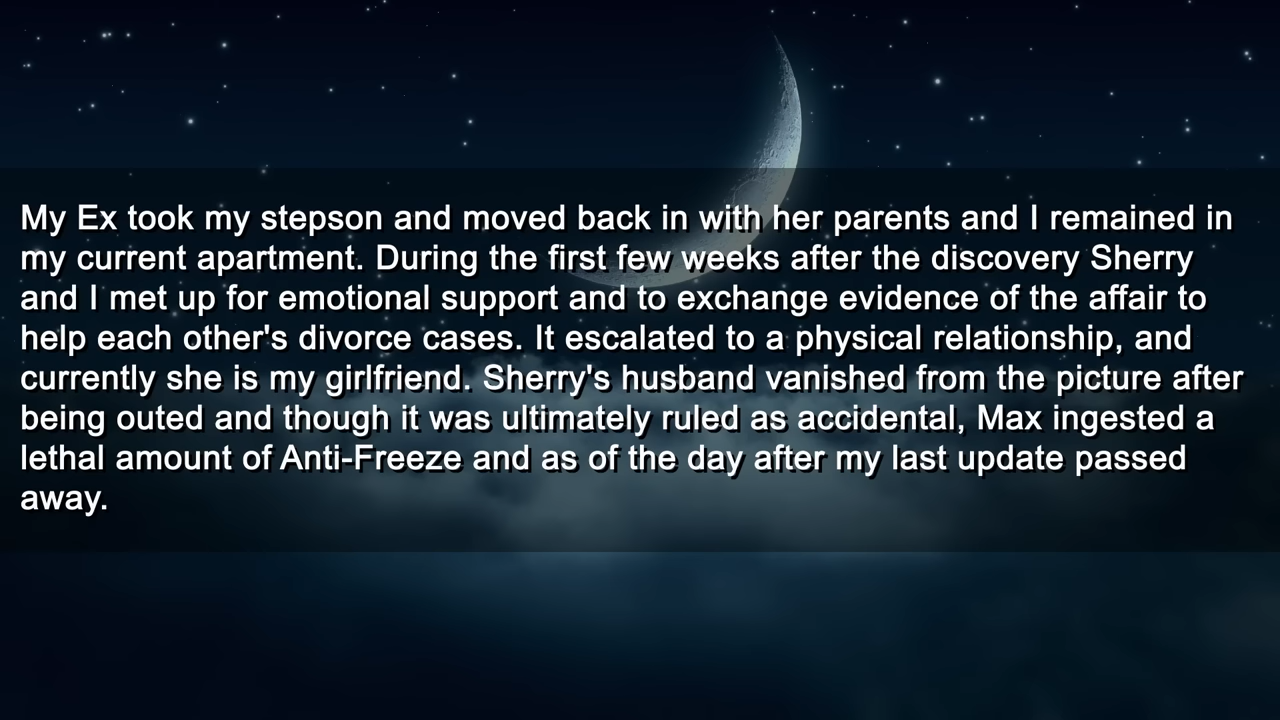 My Ex took my stepson and moved back in with her parents and I remained in
my current apartment. During the first few weeks after the discovery Sherry
and I met up for emotional support and to exchange evidence of the affair to
help each other's divorce cases. It escalated to a physical relationship, and
currently she is my girlfriend. Sherry's husband vanished from the picture after
being outed and though it was ultimately ruled as accidental, Max ingested a
lethal amount of Anti-Freeze and as of the day after my last update passed
away.